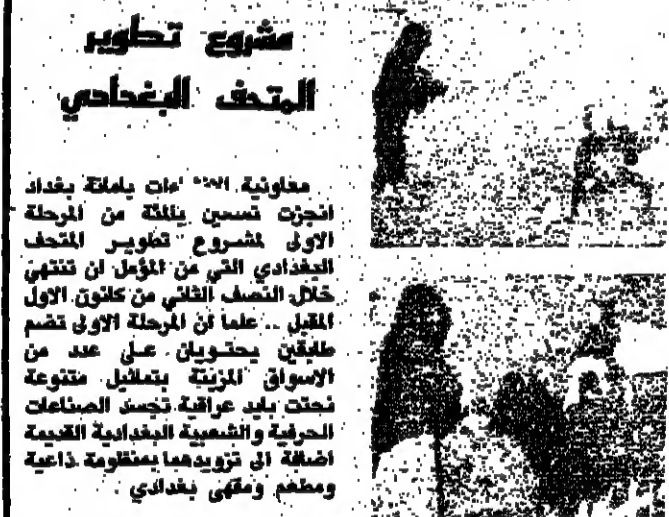 مشروع تطوير
المتحف البغدادي
معاونية بامانة بغداد
انجزت تسعين بالمئة من المرحلة
الاولى لمشروع تطوير المتحف
البغدادي التي من المؤمل ان تنتهي
خلال النصف الثاني من كانون الاول
المقبل .. علما ان المرحلة الاولى تضم
طابقين يحتويان على عدد من
الاسواق المزينة بتماثيل متنوعة
نحتت بايد عراقية تجسد الصناعات
الحرفية والشعبية البغدادية القديمة
اضافة الى تزويدهما بمنظومة ذاعية
ومطعم ومقهى بغدادي .